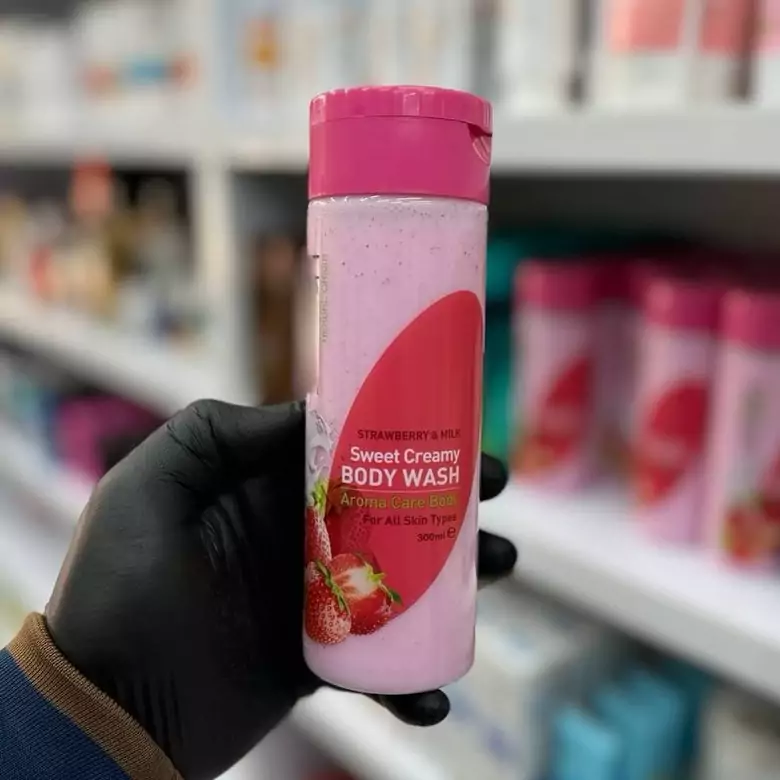 STRAWBERRY & MILK
Sweet Creamy
BODY WASH
Aroma Care Body
For All Skin Types
300ml ℮